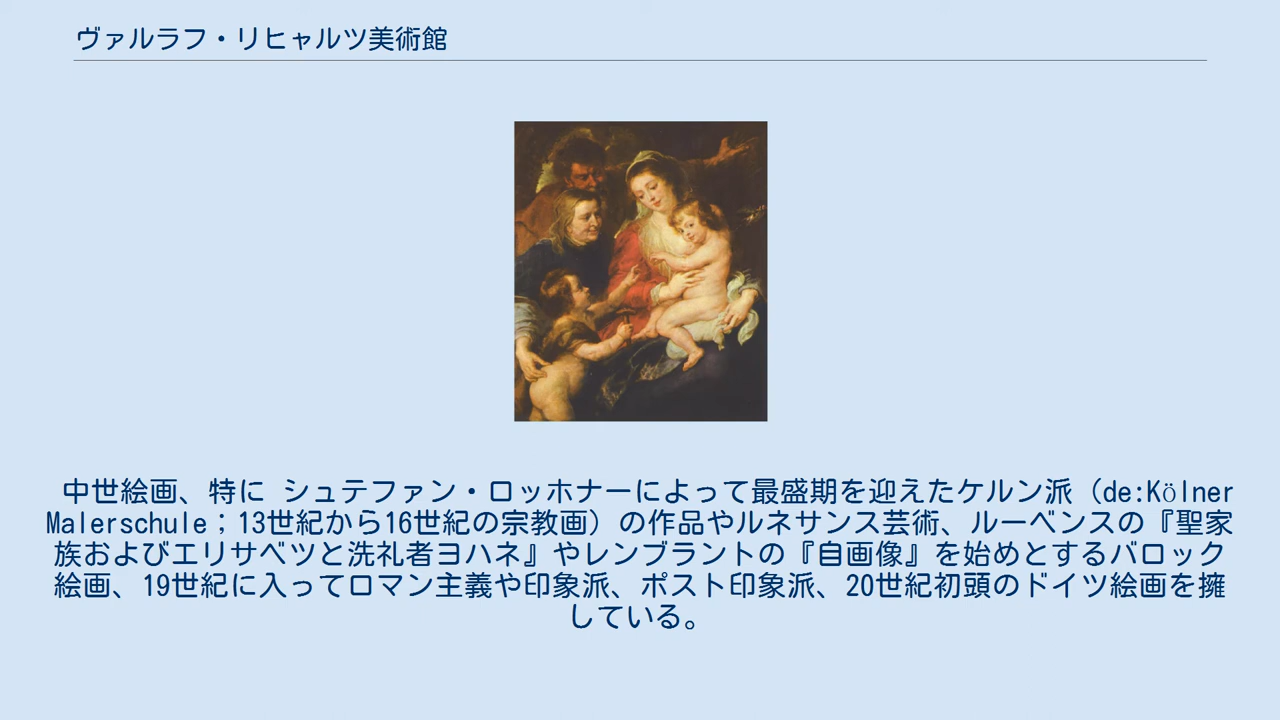 ヴァルラフ・リヒャルツ美術館
中世絵画、特に シュテファン・ロッホナーによって最盛期を迎えたケルン派（de:Kölner
Malerschule；13世紀から16世紀の宗教画）の作品やルネサンス芸術、ルーベンスの『聖家
族およびエリサベツと洗礼者ヨハネ』やレンブラントの『自画像』を始めとするバロック
絵画、19世紀に入ってロマン主義や印象派、ポスト印象派、20世紀初頭のドイツ絵画を擁
している。